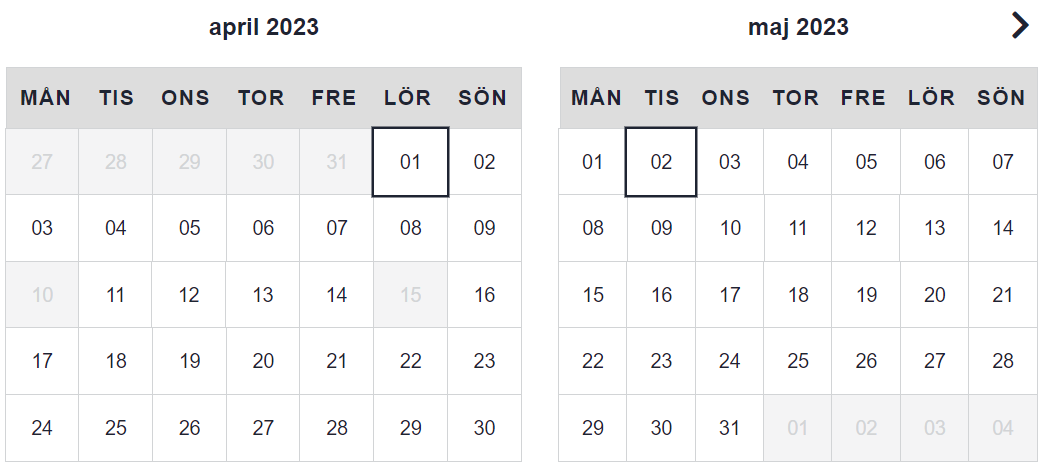 april 2023
MÅN TIS ONS TOR FRE LÖR SÖN
27 28 29 30 31 01 02
03 04 05 06 07 08 09
10 11 12 13 14 15 16
17 18 19 20 21 22 23
24 25 26 27 28 29 30
maj 2023
MÅN TIS ONS TOR FRE LÖR SÖN
01 02 03 04 05 06 07
08 09 10 11 12 13 14
15 16 17 18 19 20 21
22 23 24 25 26 27 28
29 30 31 01 02 03 04